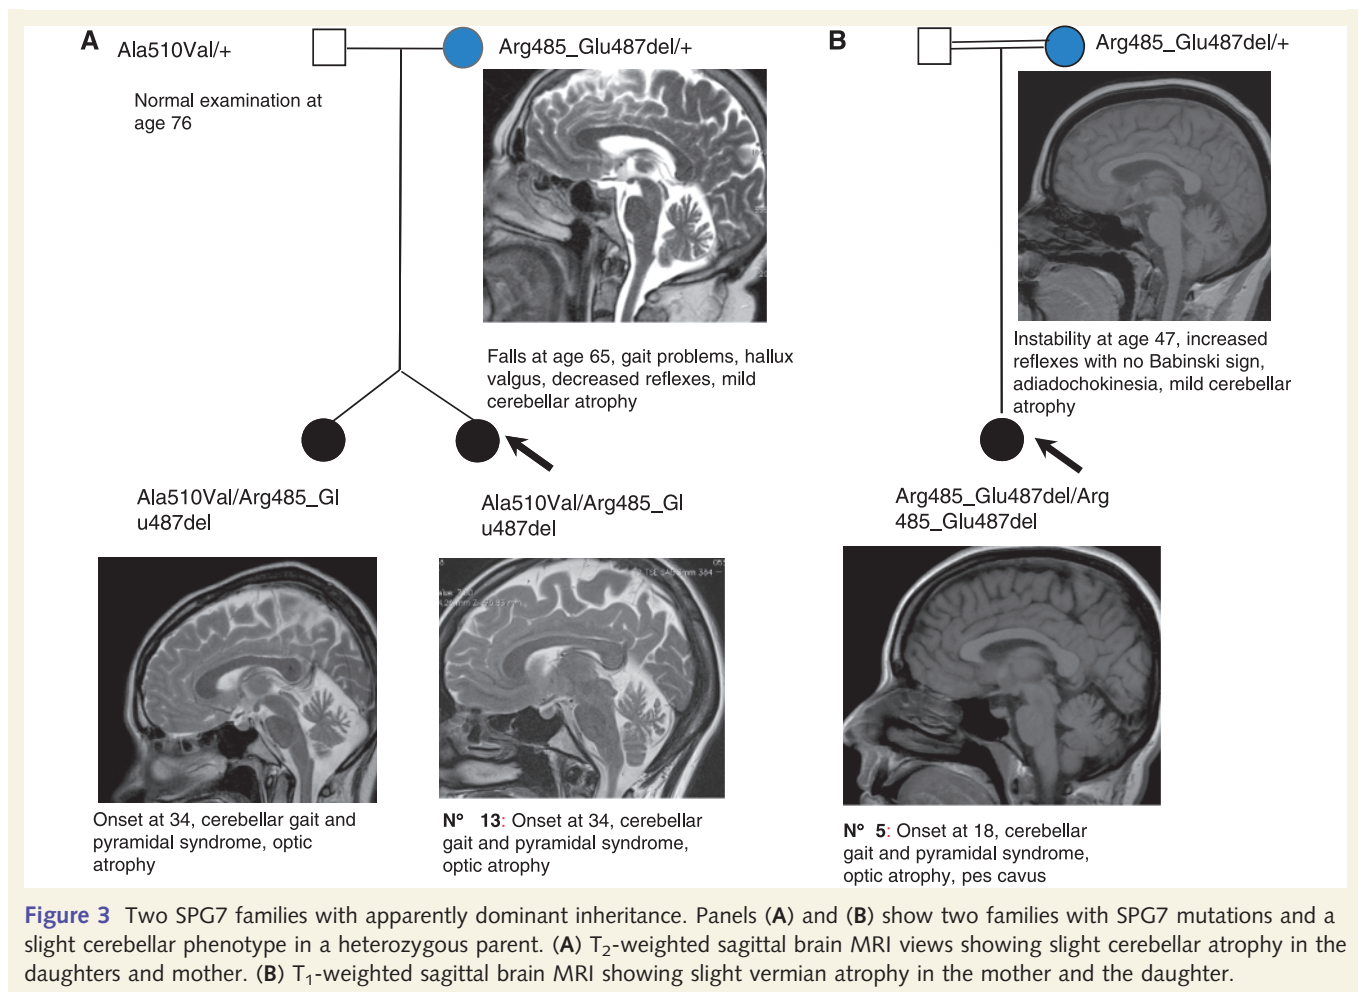 A
Ala510Val/+
Arg485_Glu487del/+
Normal examination at
age 76
Falls at age 65, gait problems, hallux
valgus, decreased reflexes, mild
cerebellar atrophy
Ala510Val/Arg485_Gl
u487del
Ala510Val/Arg485_Gl
u487del
Onset at 34, cerebellar gait and
pyramidal syndrome, optic
atrophy
N° 13: Onset at 34, cerebellar
gait and pyramidal syndrome,
optic atrophy
B
Arg485_Glu487del/+
Instability at age 47, increased
reflexes with no Babinski sign,
adiadochokinesia, mild cerebellar
atrophy
Arg485_Glu487del/Arg
485_Glu487del
N° 5: Onset at 18, cerebellar
gait and pyramidal syndrome,
optic atrophy, pes cavus
Figure 3 Two SPG7 families with apparently dominant inheritance. Panels (A) and (B) show two families with SPG7 mutations and a
slight cerebellar phenotype in a heterozygous parent. (A) T₂-weighted sagittal brain MRI views showing slight cerebellar atrophy in the
daughters and mother. (B) T₁-weighted sagittal brain MRI showing slight vermian atrophy in the mother and the daughter.